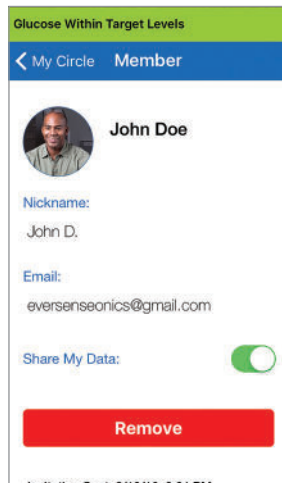 Glucose Within Target Levels
My Circle Member
John Doe
Nickname:
John D.
Email:
eversenseonics@gmail.com
Share My Data:
Remove